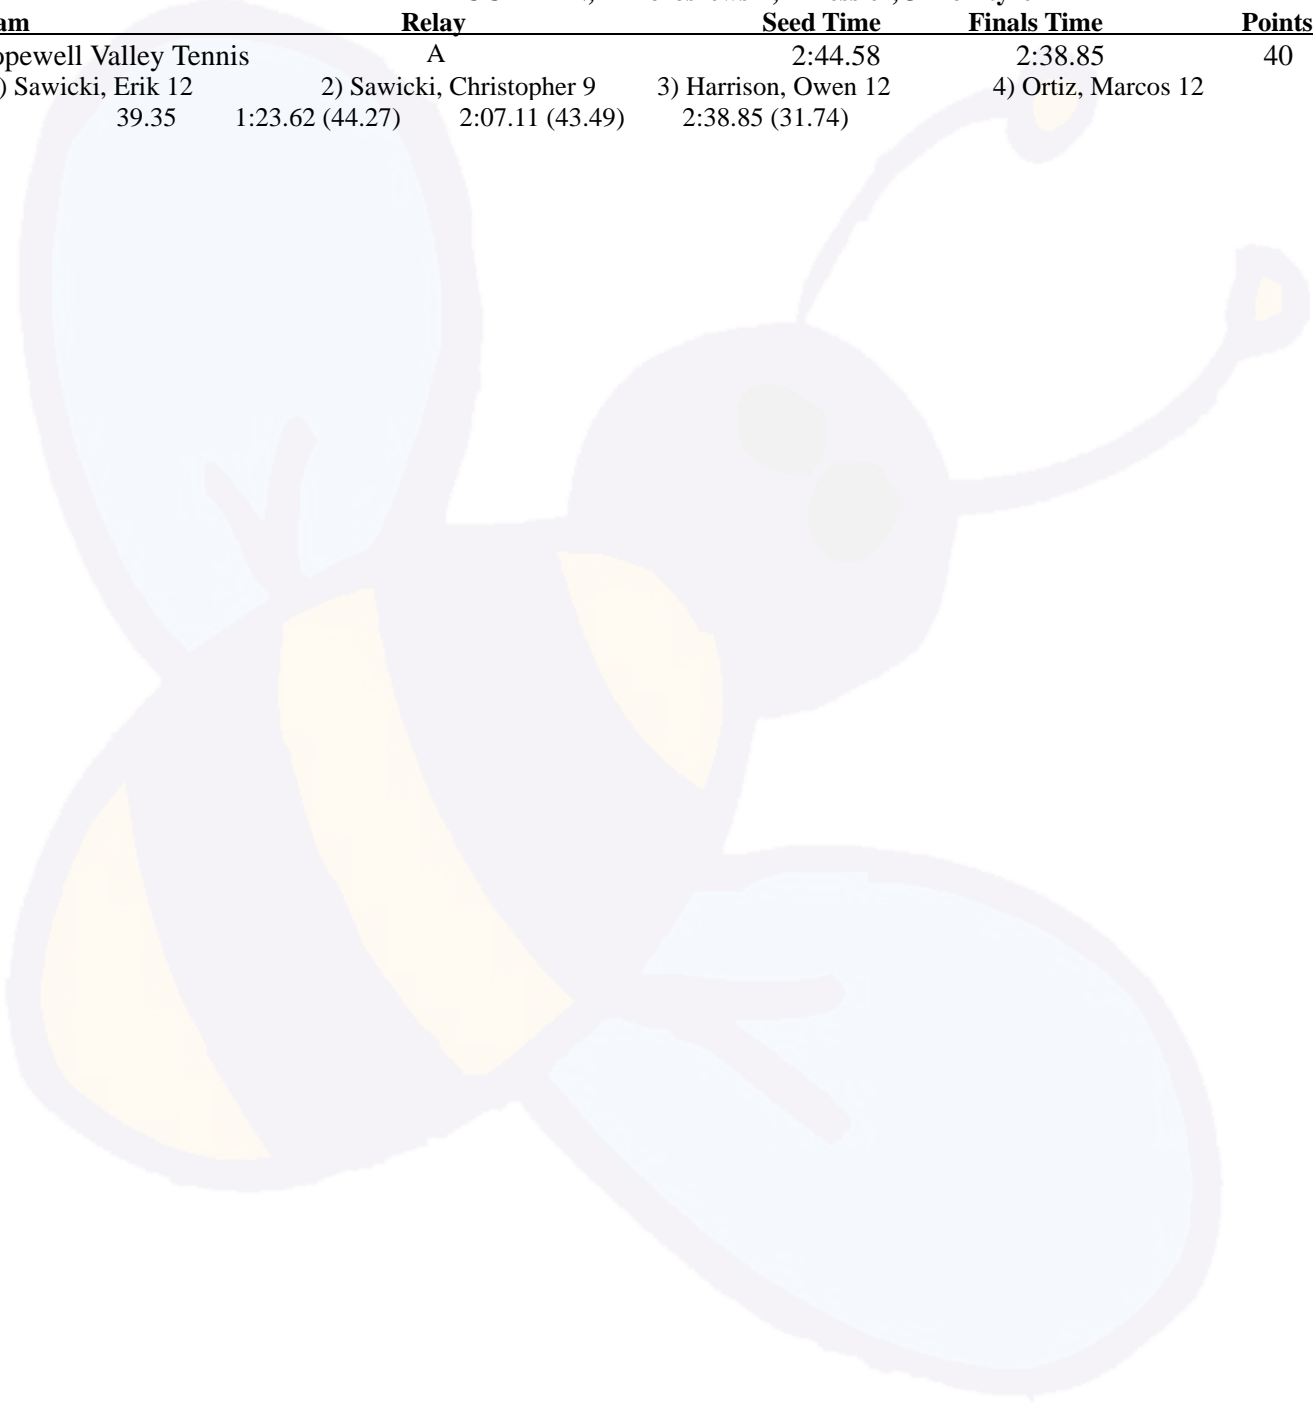 am Relay Seed Time Finals Time Points
opewell Valley Tennis A 2:44.58 2:38.85 40
) Sawicki, Erik 12 2) Sawicki, Christopher 9 3) Harrison, Owen 12 4) Ortiz, Marcos 12
39.35 1:23.62 (44.27) 2:07.11 (43.49) 2:38.85 (31.74)